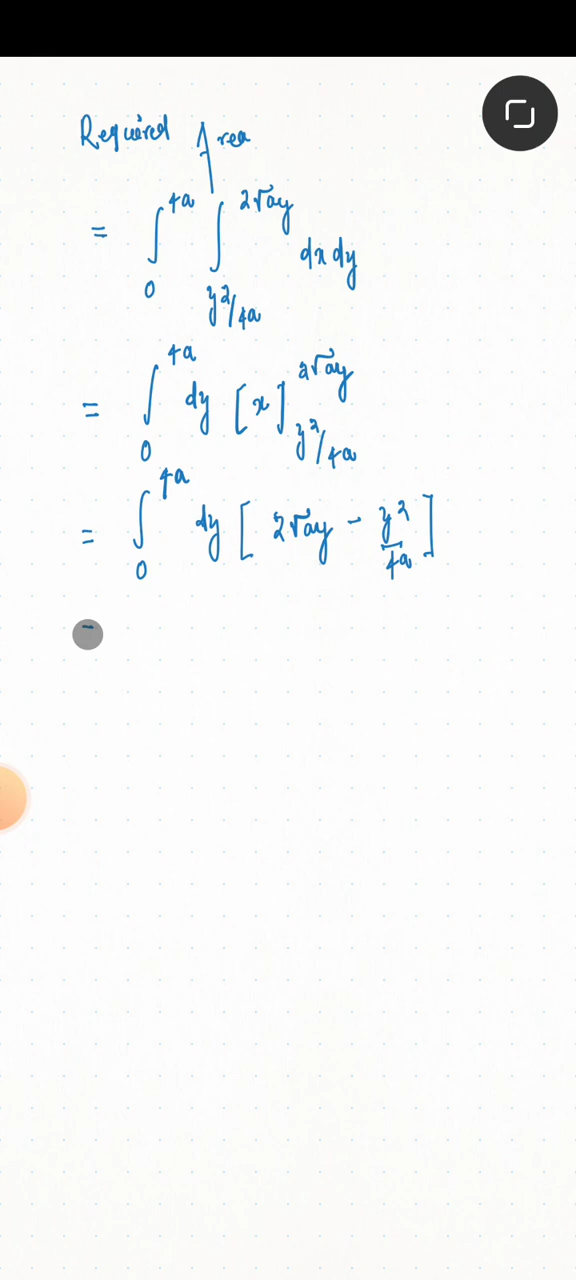 Required Area
= ∫₀^4a ∫_{y²/4a}^{2√ay} dx dy
= ∫₀^4a dy [x]_{y²/4a}^{2√ay}
= ∫₀^4a dy [ 2√ay - y²/4a ]